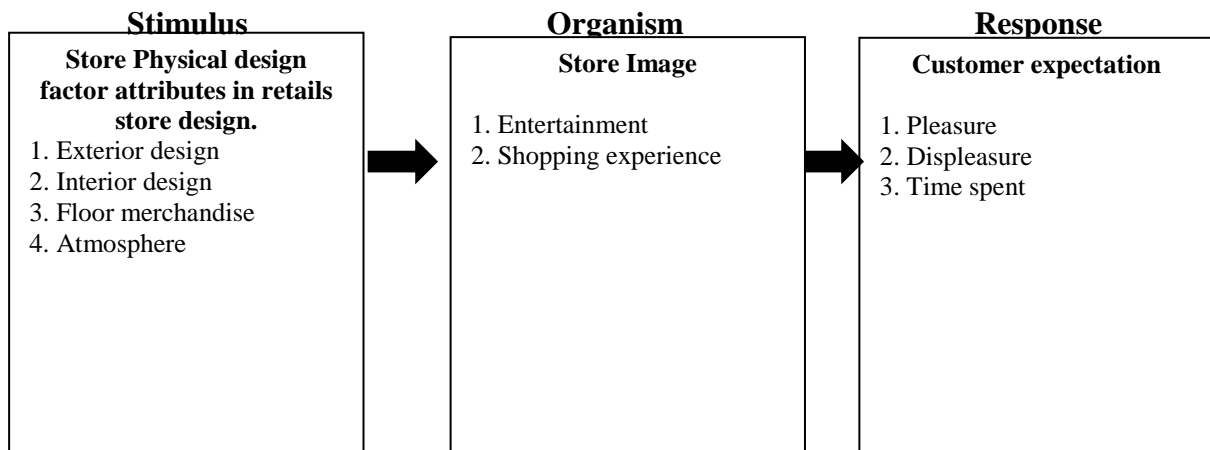 Stimulus
Store Physical design
factor attributes in retails
store design.
1. Exterior design
2. Interior design
3. Floor merchandise
4. Atmosphere
Organism
Store Image
1. Entertainment
2. Shopping experience
Response
Customer expectation
1. Pleasure
2. Displeasure
3. Time spent